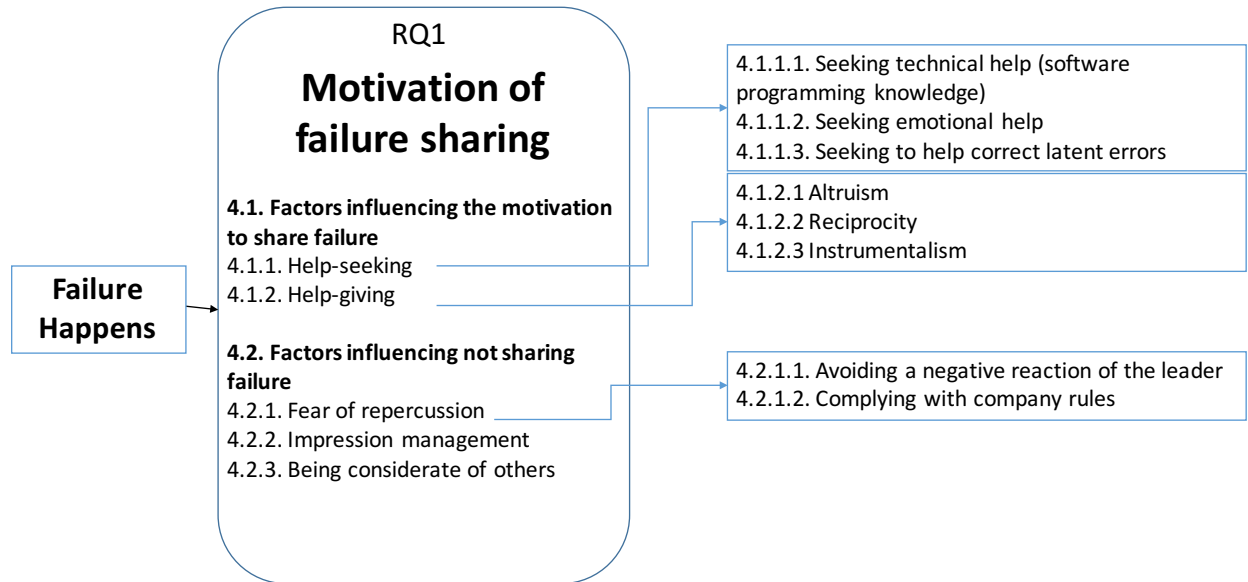 RQ1
Motivation of
failure sharing
4.1. Factors influencing the motivation
to share failure
4.1.1. Help-seeking
4.1.2. Help-giving
4.2. Factors influencing not sharing
failure
4.2.1. Fear of repercussion
4.2.2. Impression management
4.2.3. Being considerate of others
Failure
Happens
4.1.1.1. Seeking technical help (software
programming knowledge)
4.1.1.2. Seeking emotional help
4.1.1.3. Seeking to help correct latent errors
4.1.2.1 Altruism
4.1.2.2 Reciprocity
4.1.2.3 Instrumentalism
4.2.1.1. Avoiding a negative reaction of the leader
4.2.1.2. Complying with company rules